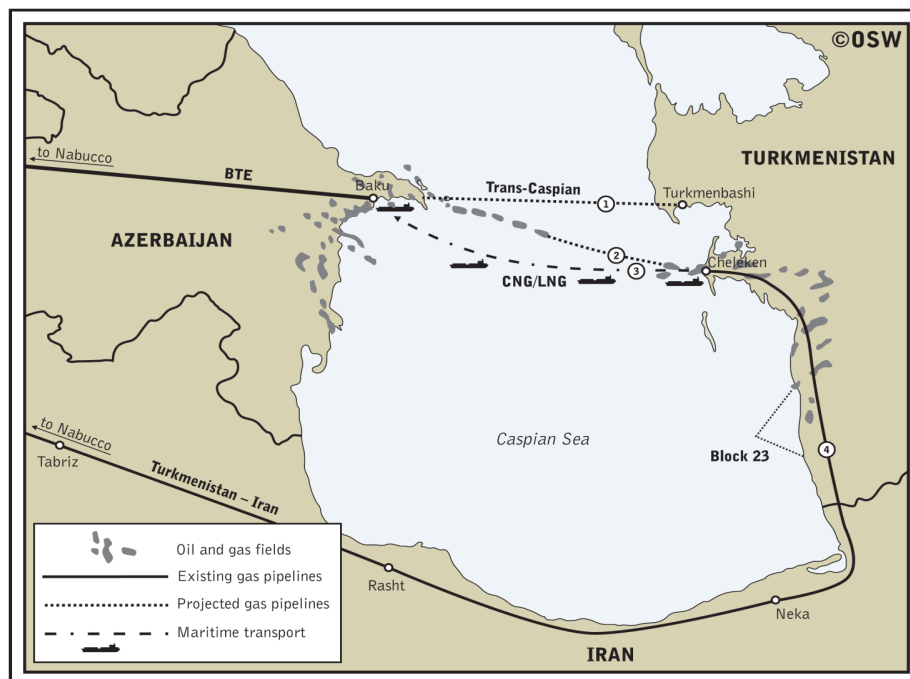 ©OSW
to Nabucco
BTE
Baku
Trans-Caspian
1
Turkmenbashi
TURKMENISTAN
AZERBAIJAN
2
Cheleken
3
CNG/LNG
Caspian Sea
to Nabucco
Tabriz
Turkmenistan – Iran
Block 23
4
Oil and gas fields
Existing gas pipelines
Projected gas pipelines
Maritime transport
Rasht
Neka
IRAN